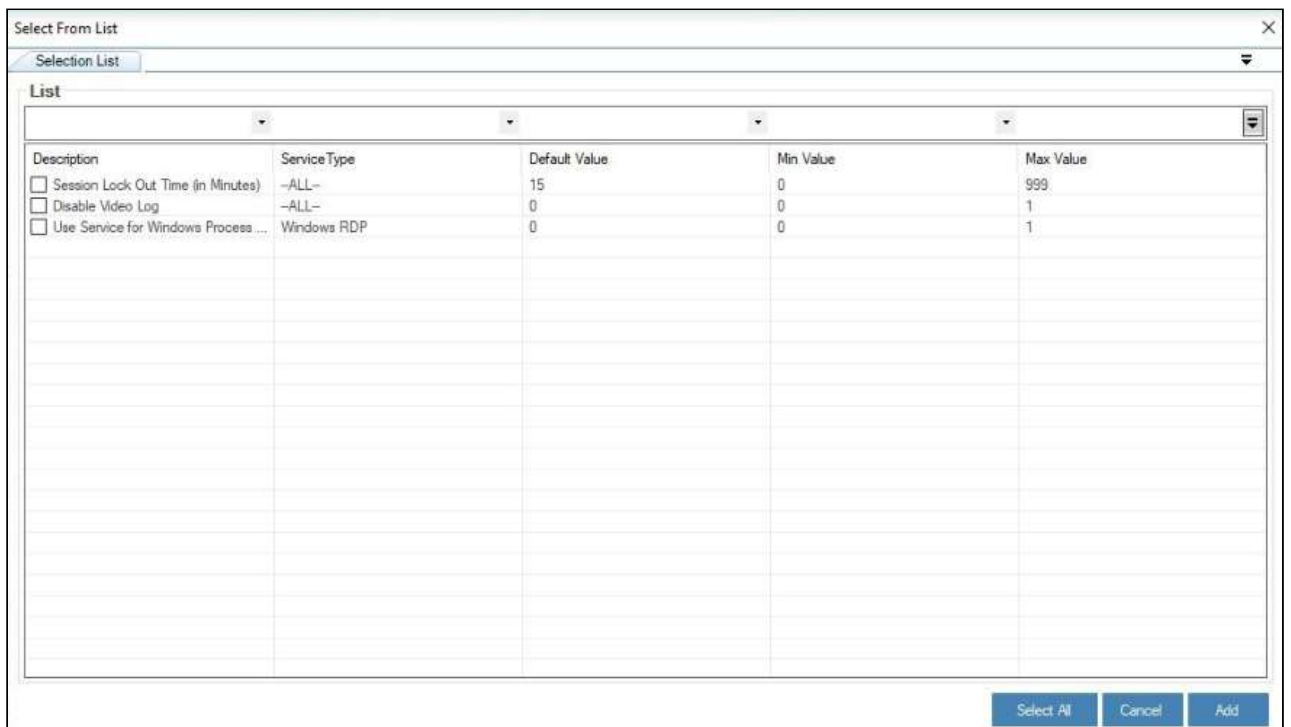 Select From List
Selection List
List
Description ServiceType Default Value Min Value Max Value
Session Lock Out Time (in Minutes) --ALL-- 15 0 999
Disable Video Log --ALL-- 0 0 1
Use Service for Windows Process ... Windows RDP 0 0 1
Select All Cancel Add